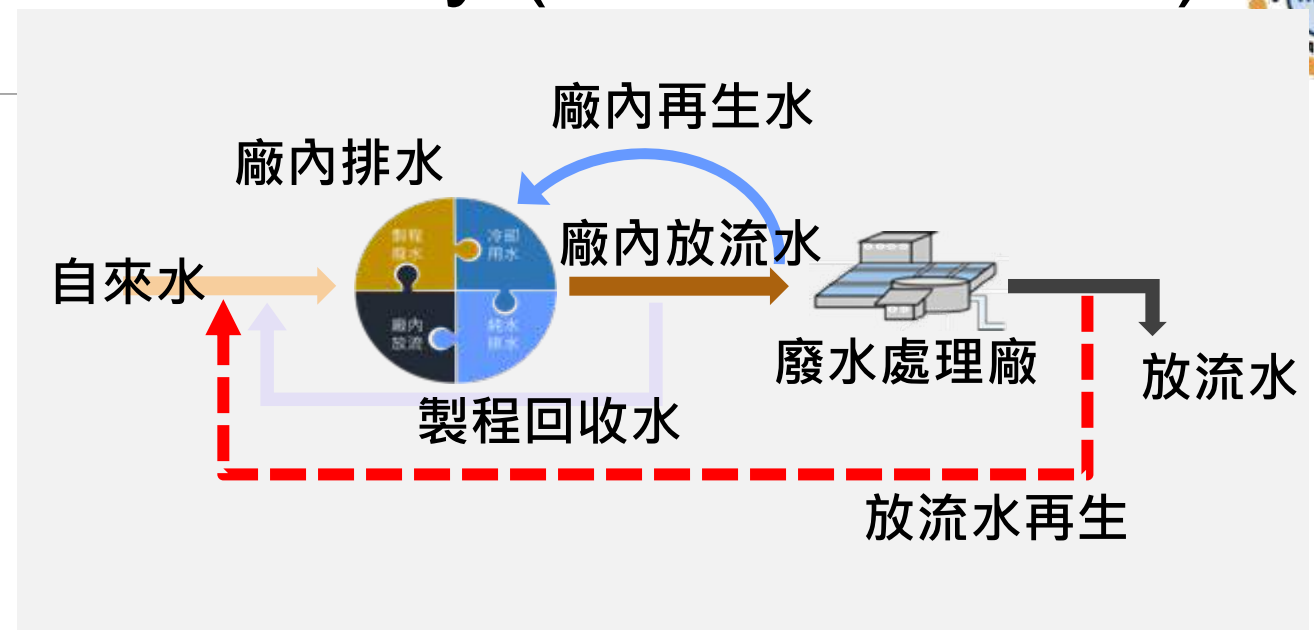 廠內再生水
廠內排水
廠內放流水
自來水
製程
廢水
冷卻
用水
廠內
放流
純水
排水
廢水處理廠
放流水
製程回收水
放流水再生